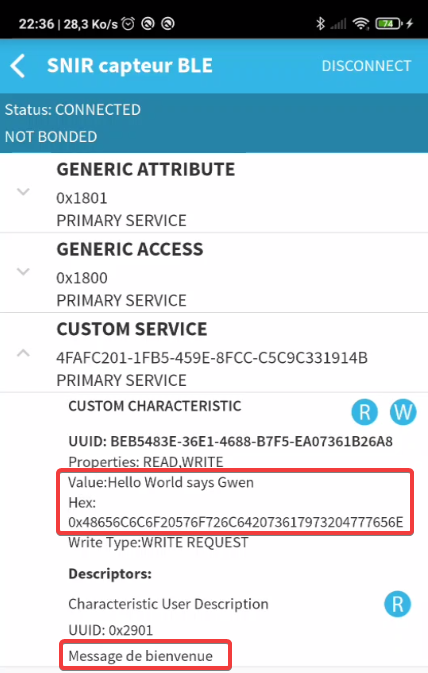 22:36 | 28,3 Ko/s
74
SNIR capteur BLE
DISCONNECT
Status: CONNECTED
NOT BONDED
GENERIC ATTRIBUTE
0x1801
PRIMARY SERVICE
GENERIC ACCESS
0x1800
PRIMARY SERVICE
CUSTOM SERVICE
4FAFC201-1FB5-459E-8FCC-C5C9C331914B
PRIMARY SERVICE
CUSTOM CHARACTERISTIC
R W
UUID: BEB5483E-36E1-4688-B7F5-EA07361B26A8
Properties: READ,WRITE
Value:Hello World says Gwen
Hex:
0x48656C6C6F20576F726C642073617973204777656E
Write Type:WRITE REQUEST
Descriptors:
Characteristic User Description
R
UUID: 0x2901
Message de bienvenue